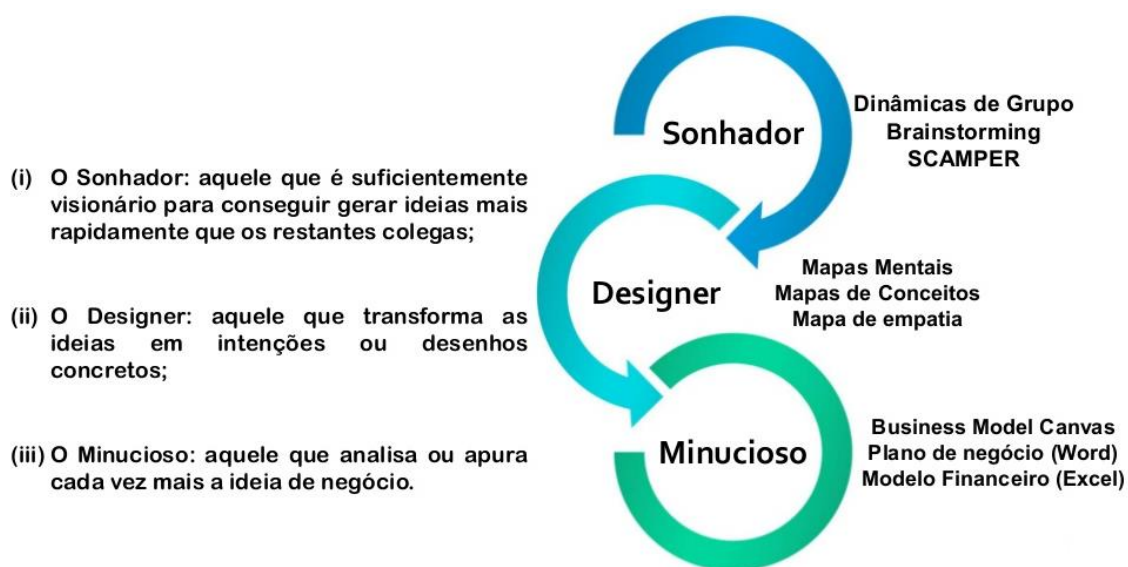 (i) O Sonhador: aquele que é suficientemente
visionário para conseguir gerar ideias mais
rapidamente que os restantes colegas;
(ii) O Designer: aquele que transforma as
ideias em intenções ou desenhos
concretos;
(iii) O Minucioso: aquele que analisa ou apura
cada vez mais a ideia de negócio.
Sonhador
Dinâmicas de Grupo
Brainstorming
SCAMPER
Designer
Mapas Mentais
Mapas de Conceitos
Mapa de empatia
Minucioso
Business Model Canvas
Plano de negócio (Word)
Modelo Financeiro (Excel)